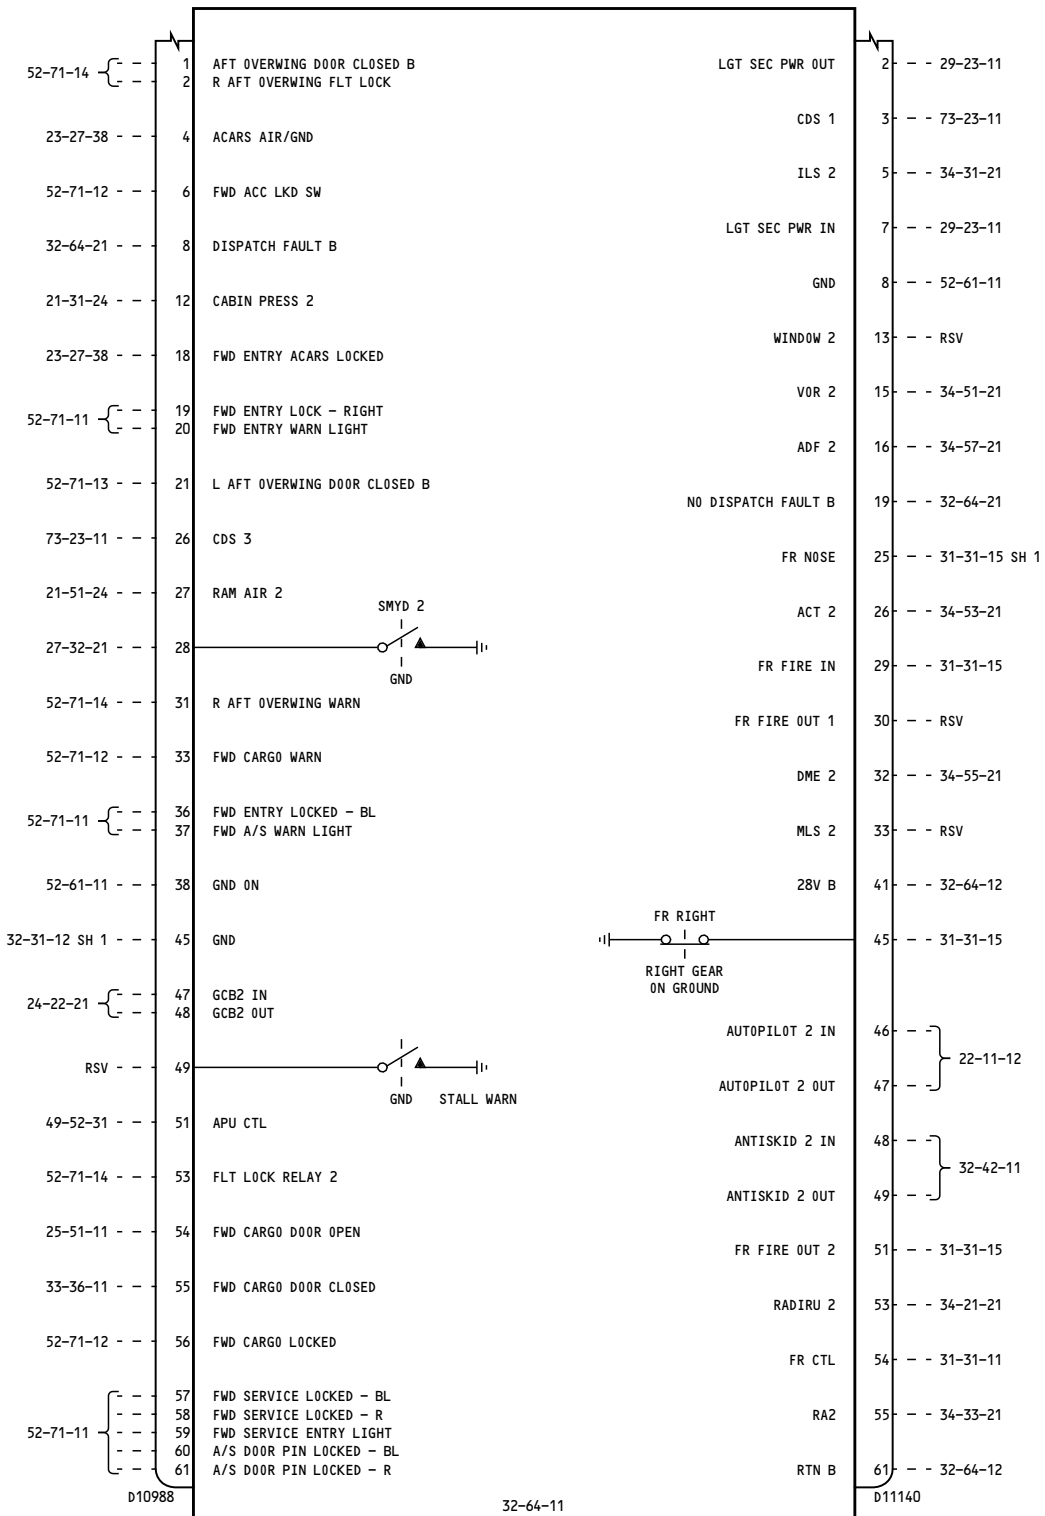 52-71-14
1 AFT OVERWING DOOR CLOSED B
2 R AFT OVERWING FLT LOCK
23-27-38 4 ACARS AIR/GND
52-71-12 6 FWD ACC LKD SW
32-64-21 8 DISPATCH FAULT B
21-31-24 12 CABIN PRESS 2
23-27-38 18 FWD ENTRY ACARS LOCKED
52-71-11
19 FWD ENTRY LOCK - RIGHT
20 FWD ENTRY WARN LIGHT
52-71-13 21 L AFT OVERWING DOOR CLOSED B
73-23-11 26 CDS 3
21-51-24 27 RAM AIR 2
SMYD 2
27-32-21 28
GND
52-71-14 31 R AFT OVERWING WARN
52-71-12 33 FWD CARGO WARN
52-71-11
36 FWD ENTRY LOCKED - BL
37 FWD A/S WARN LIGHT
52-61-11 38 GND ON
32-31-12 SH 1 45 GND
24-22-21
47 GCB2 IN
48 GCB2 OUT
RSV 49
GND STALL WARN
49-52-31 51 APU CTL
52-71-14 53 FLT LOCK RELAY 2
25-51-11 54 FWD CARGO DOOR OPEN
33-36-11 55 FWD CARGO DOOR CLOSED
52-71-12 56 FWD CARGO LOCKED
52-71-11
57 FWD SERVICE LOCKED - BL
58 FWD SERVICE LOCKED - R
59 FWD SERVICE ENTRY LIGHT
60 A/S DOOR PIN LOCKED - BL
61 A/S DOOR PIN LOCKED - R
D10988
LGT SEC PWR OUT 2 29-23-11
CDS 1 3 73-23-11
ILS 2 5 34-31-21
LGT SEC PWR IN 7 29-23-11
GND 8 52-61-11
WINDOW 2 13 RSV
VOR 2 15 34-51-21
ADF 2 16 34-57-21
NO DISPATCH FAULT B 19 32-64-21
FR NOSE 25 31-31-15 SH 1
ACT 2 26 34-53-21
FR FIRE IN 29 31-31-15
FR FIRE OUT 1 30 RSV
DME 2 32 34-55-21
MLS 2 33 RSV
28V B 41 32-64-12
FR RIGHT
45 31-31-15
RIGHT GEAR
ON GROUND
AUTOPILOT 2 IN 46
22-11-12
AUTOPILOT 2 OUT 47
ANTISKID 2 IN 48
32-42-11
ANTISKID 2 OUT 49
FR FIRE OUT 2 51 31-31-15
RADIRU 2 53 34-21-21
FR CTL 54 31-31-11
RA2 55 34-33-21
RTN B 61 32-64-12
D11140
32-64-11